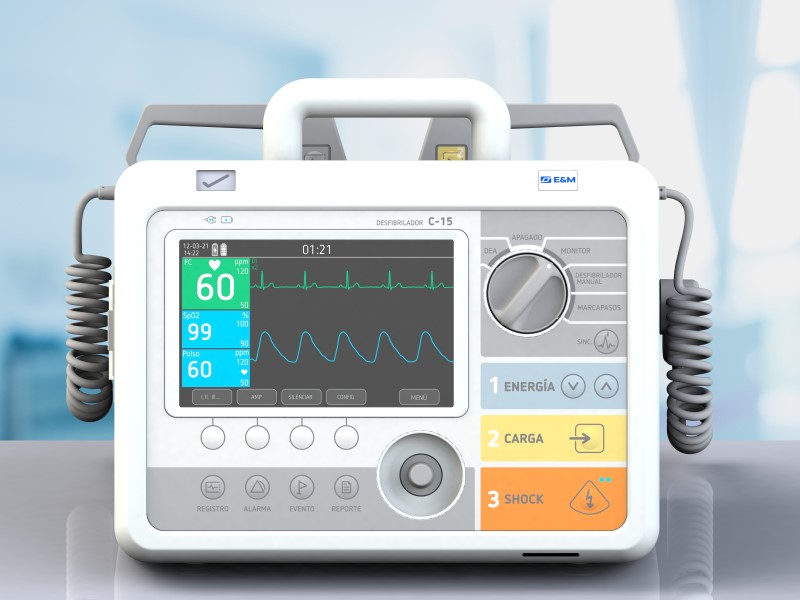 E&M
DESFIBRILADOR C-15
12-03-21
14:22
01:21
FC
ppm
120
60
50
SpO2
%
100
99
90
Pulso
ppm
120
60
50
AMP
SILENCIAR
CONFIG
MENÚ
REGISTRO
ALARMA
EVENTO
REPORTE
APAGADO
DEA
MONITOR
DESFIBRILADOR
MANUAL
MARCAPASOS
SINC.
1 ENERGÍA
2 CARGA
3 SHOCK